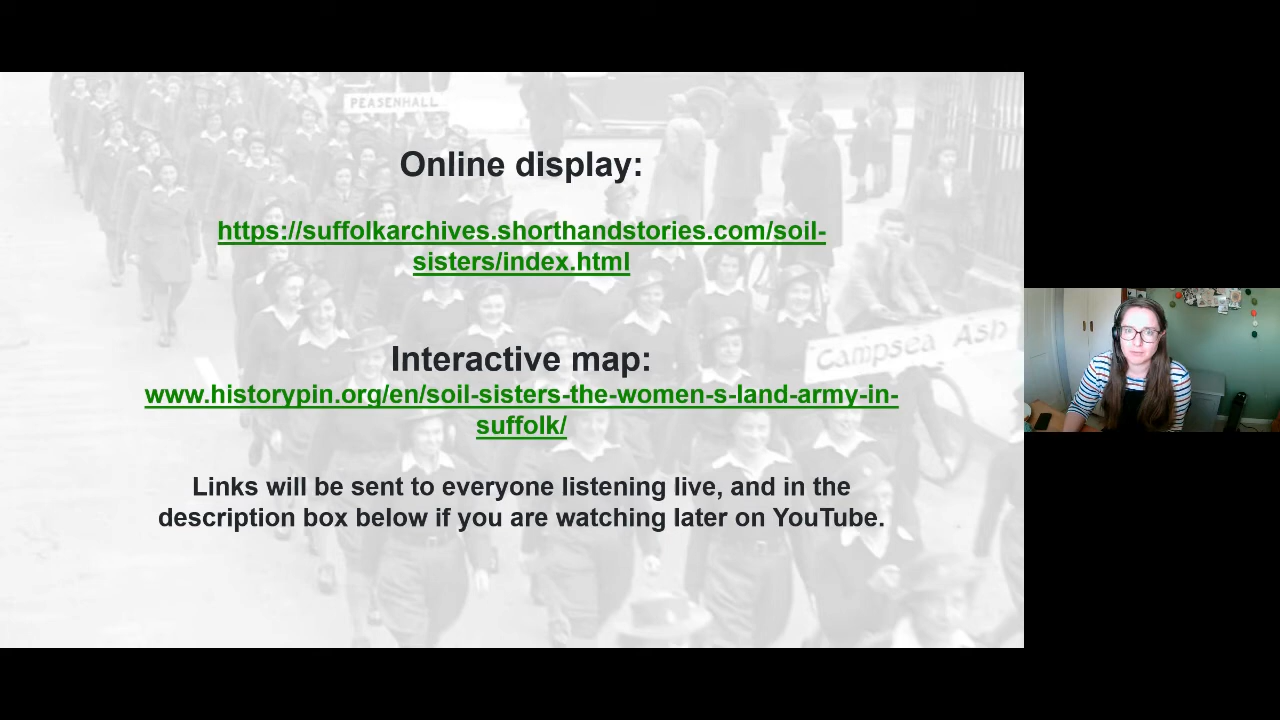 PEASENHALL
Online display:
https://suffolkarchives.shorthandstories.com/soil-
sisters/index.html
Interactive map:
Campsea Ash
www.historypin.org/en/soil-sisters-the-women-s-land-army-in-
suffolk/
Links will be sent to everyone listening live, and in the
description box below if you are watching later on YouTube.